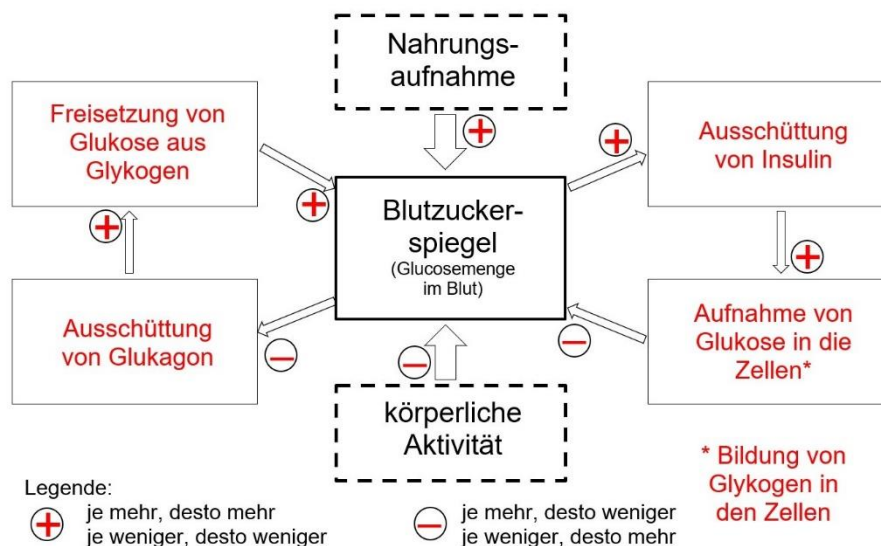 Nahrungs-
aufnahme
Freisetzung von
Glukose aus
Glykogen
+
+
+
Ausschüttung
von Insulin
+
Blutzucker-
spiegel
(Glucosemenge
im Blut)
+
Ausschüttung
von Glukagon
−
−
−
Aufnahme von
Glukose in die
Zellen*
körperliche
Aktivität
* Bildung von
Glykogen in
den Zellen
Legende:
+ je mehr, desto mehr
je weniger, desto weniger
− je mehr, desto weniger
je weniger, desto mehr